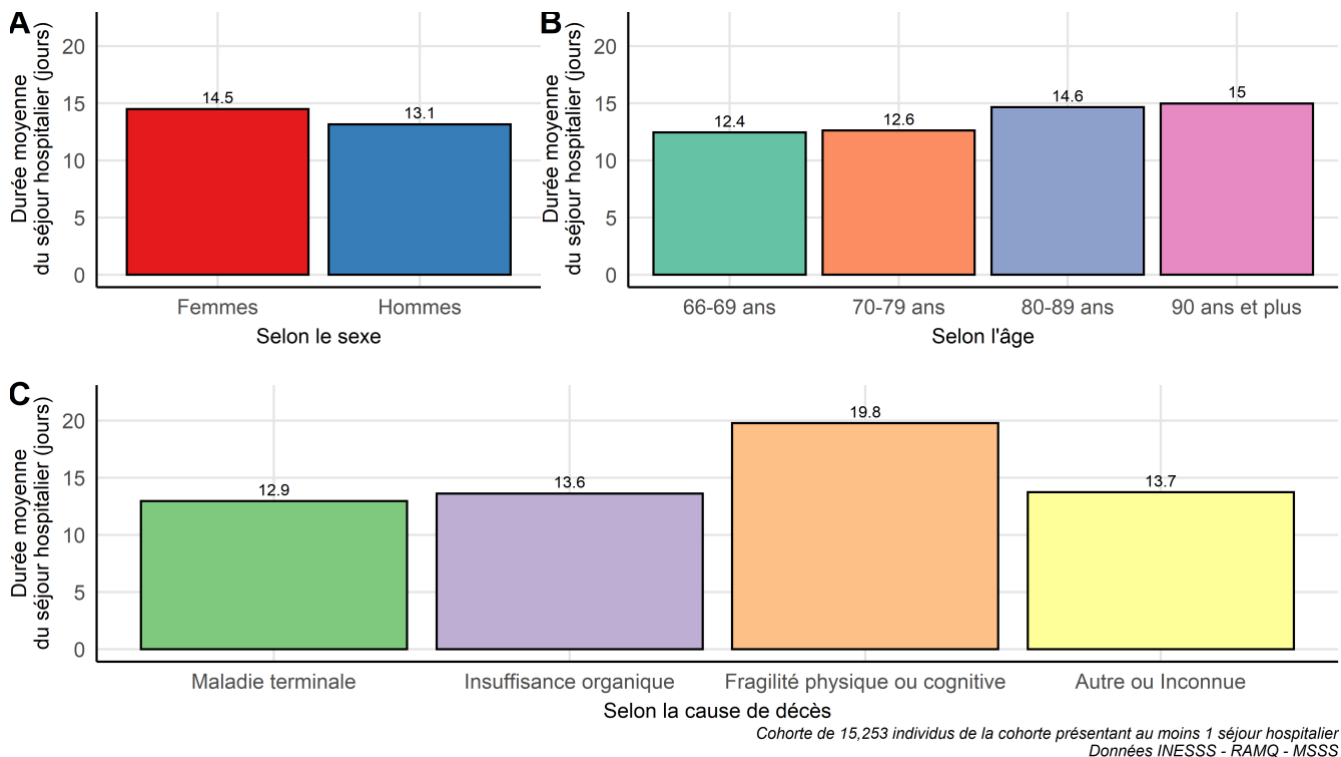 A
Durée moyenne
du séjour hospitalier (jours)
20
15
10
5
0
14.5
13.1
Femmes
Hommes
Selon le sexe
B
Durée moyenne
du séjour hospitalier (jours)
20
15
10
5
0
12.4
12.6
14.6
15
66-69 ans
70-79 ans
80-89 ans
90 ans et plus
Selon l'âge
C
Durée moyenne
du séjour hospitalier (jours)
20
15
10
5
0
12.9
13.6
19.8
13.7
Maladie terminale
Insuffisance organique
Fragilité physique ou cognitive
Autre ou Inconnue
Selon la cause de décès
Cohorte de 15,253 individus de la cohorte présentant au moins 1 séjour hospitalier
Données INESSS - RAMQ - MSSS